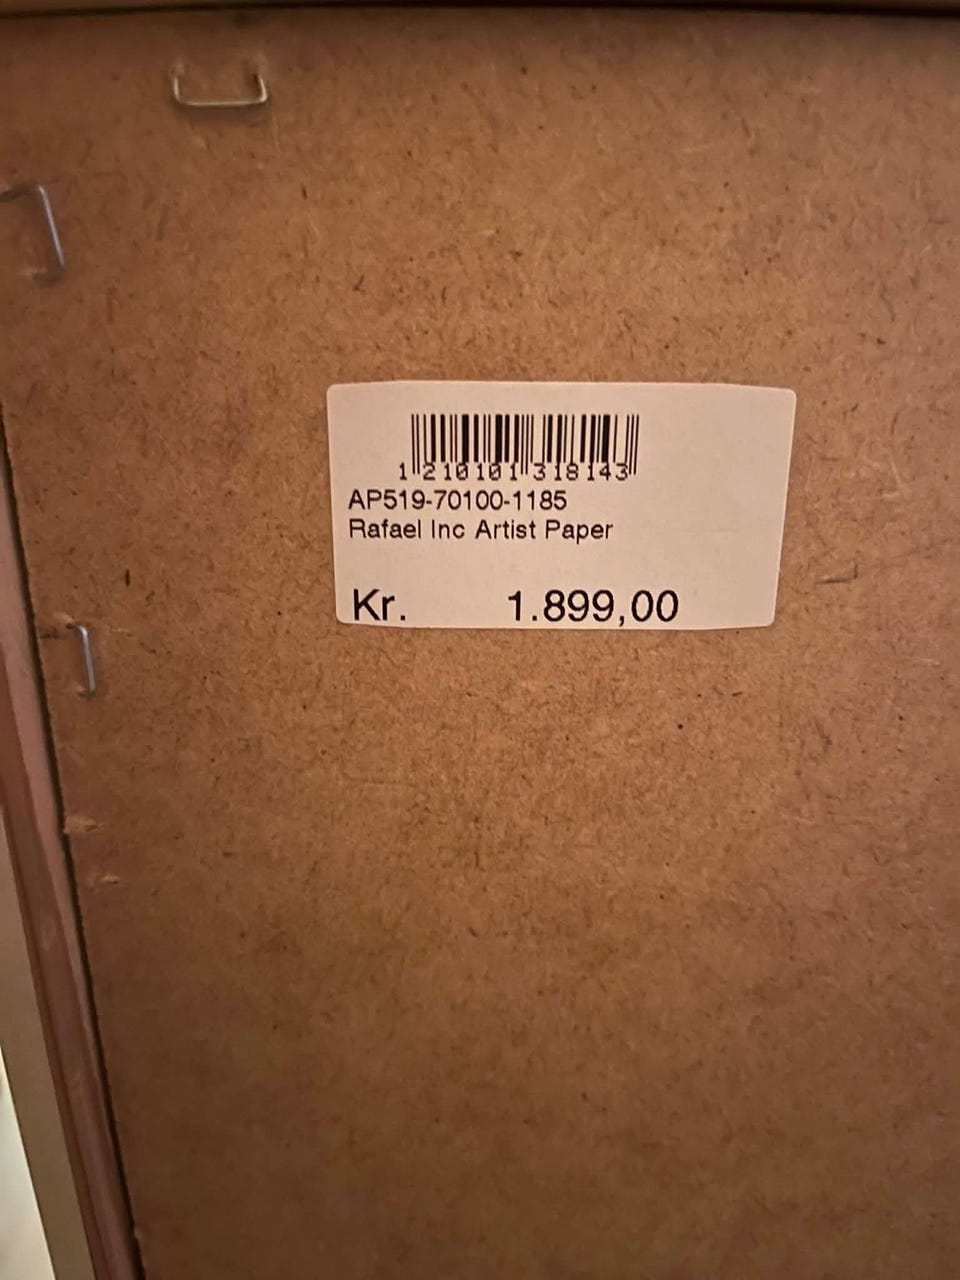 1 210101 318143
AP519-70100-1185
Rafael Inc Artist Paper
Kr. 1.899,00